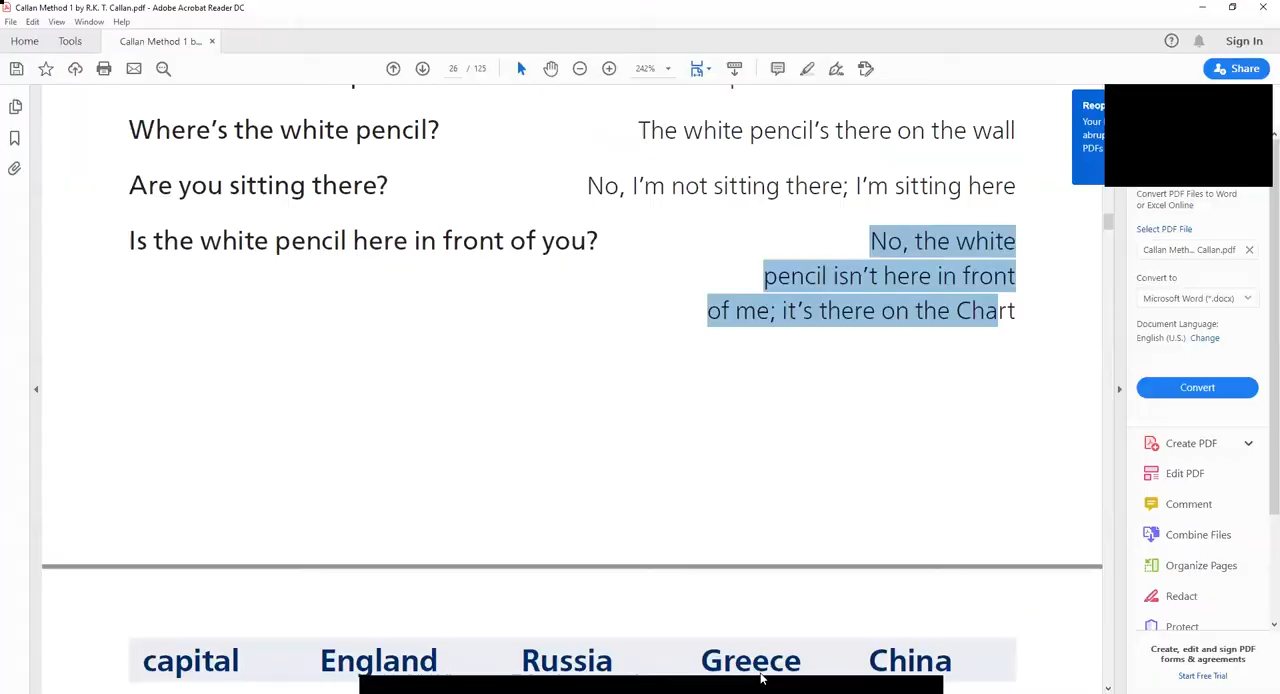 Callan Method 1 by R.K. T. Callan.pdf - Adobe Acrobat Reader DC
File Edit View Window Help
Home Tools Callan Method 1 b... × Sign In
26 / 125 242% Share
Where's the white pencil? The white pencil's there on the wall
Are you sitting there? No, I'm not sitting there; I'm sitting here
Is the white pencil here in front of you? No, the white
pencil isn't here in front
of me; it's there on the Chart
capital England Russia Greece China
Reop
Your
abrup
PDFs
Convert PDF Files to Word
or Excel Online
Select PDF File
Callan Meth... Callan.pdf
Convert to
Microsoft Word (*.docx)
Document Language:
English (U.S.) Change
Convert
Create PDF
Edit PDF
Comment
Combine Files
Organize Pages
Redact
Protect
Create, edit and sign PDF
forms & agreements
Start Free Trial